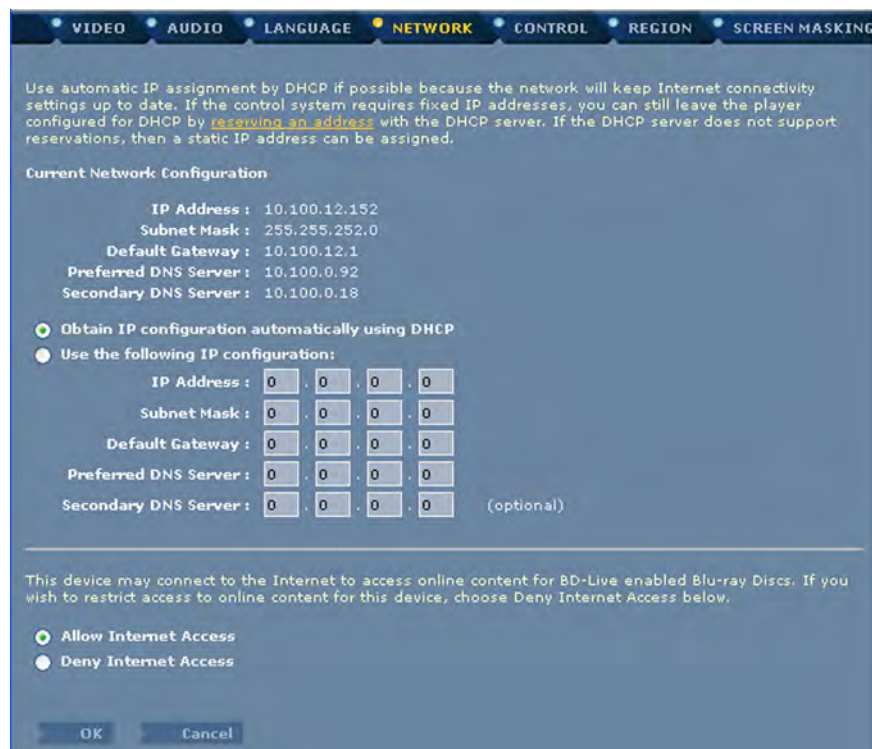 VIDEO AUDIO LANGUAGE NETWORK CONTROL REGION SCREEN MASKING
Use automatic IP assignment by DHCP if possible because the network will keep Internet connectivity
settings up to date. If the control system requires fixed IP addresses, you can still leave the player
configured for DHCP by reserving an address with the DHCP server. If the DHCP server does not support
reservations, then a static IP address can be assigned.
Current Network Configuration
IP Address : 10.100.12.152
Subnet Mask : 255.255.252.0
Default Gateway : 10.100.12.1
Preferred DNS Server : 10.100.0.92
Secondary DNS Server : 10.100.0.18
Obtain IP configuration automatically using DHCP
Use the following IP configuration:
IP Address : 0 . 0 . 0 . 0
Subnet Mask : 0 . 0 . 0 . 0
Default Gateway : 0 . 0 . 0 . 0
Preferred DNS Server : 0 . 0 . 0 . 0
Secondary DNS Server : 0 . 0 . 0 . 0 (optional)
This device may connect to the Internet to access online content for BD-Live enabled Blu-ray Discs. If you
wish to restrict access to online content for this device, choose Deny Internet Access below.
Allow Internet Access
Deny Internet Access
OK Cancel